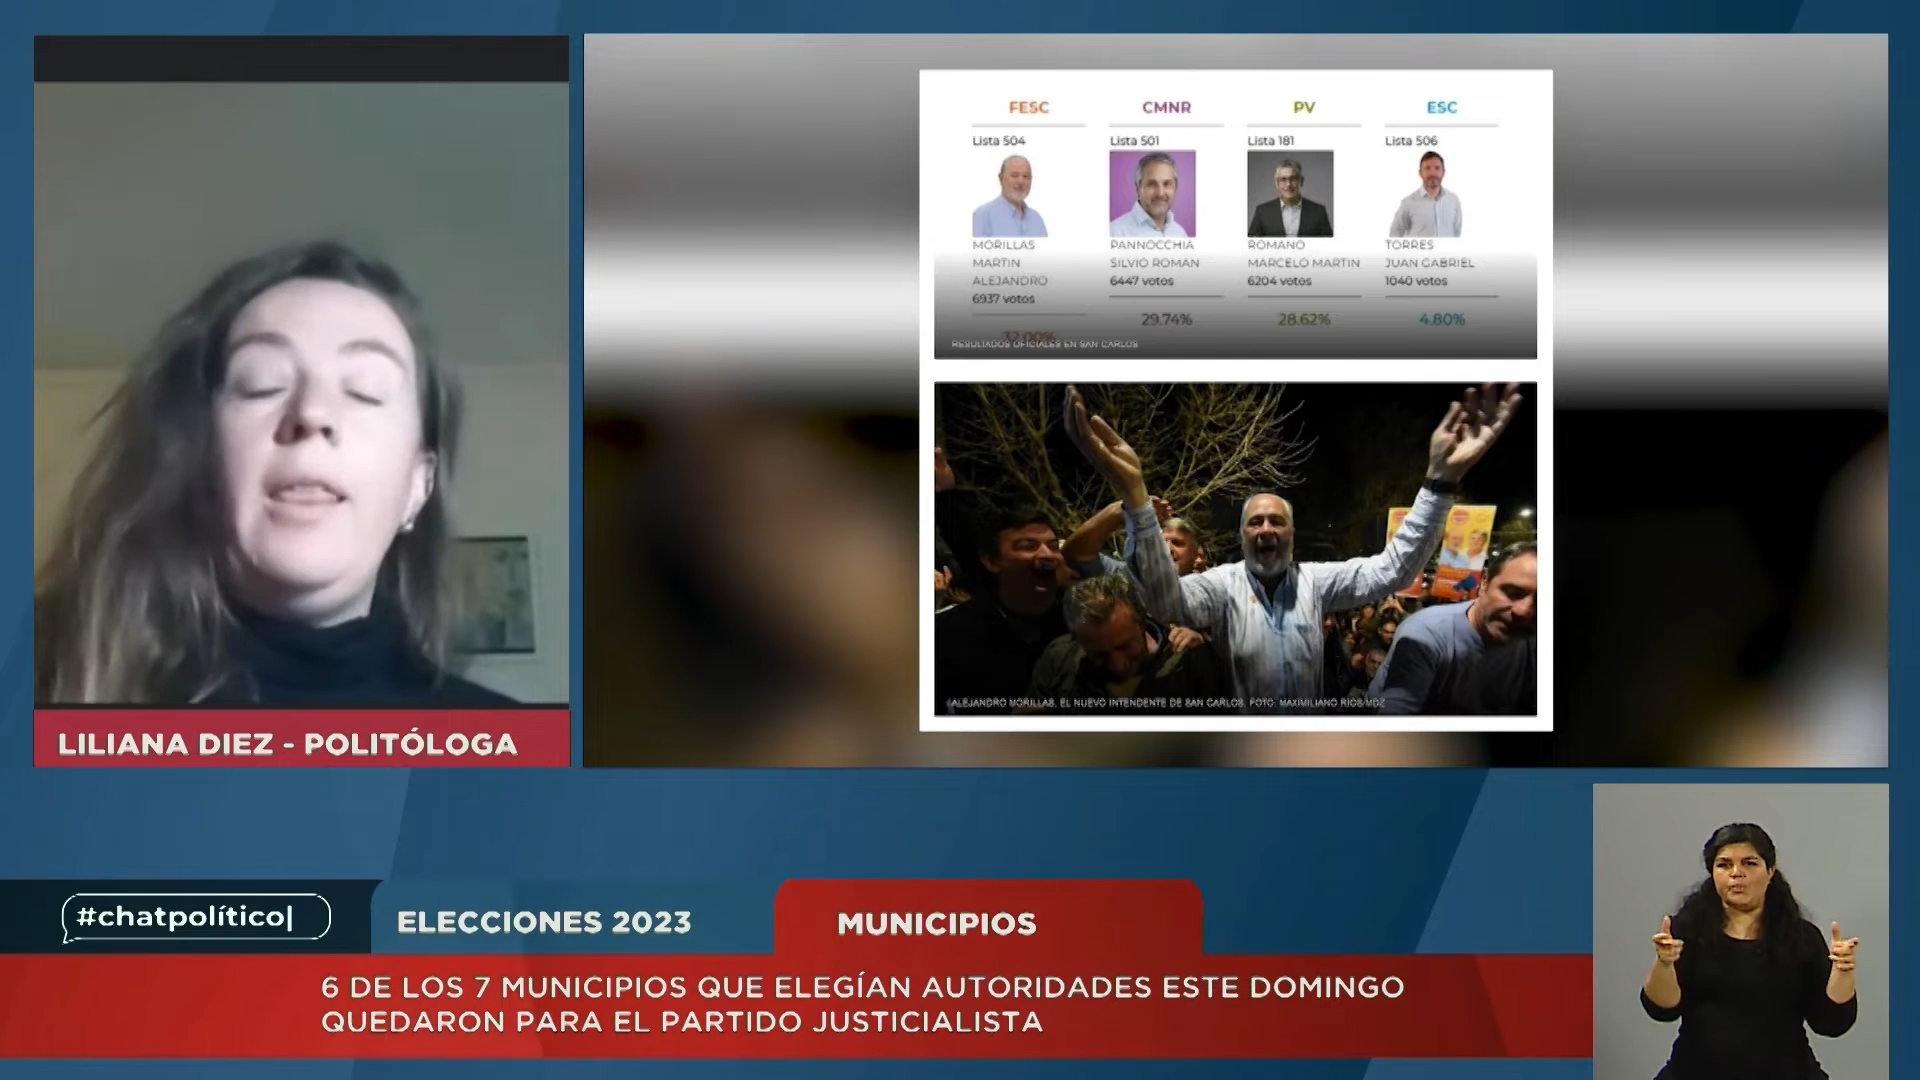 FESC
CMNR
PV
ESC
Lista 504
Lista 501
Lista 181
Lista 506
MORILLAS
MARTIN
ALEJANDRO
6937 votos
32.00%
PANNOCCHIA
SILVIO ROMAN
6447 votos
29.74%
ROMANO
MARCELO MARTIN
6204 votos
28.62%
TORRES
JUAN GABRIEL
1040 votos
4.80%
RESULTADOS OFICIALES EN SAN CARLOS
ALEJANDRO MORILLAS, EL NUEVO INTENDENTE DE SAN CARLOS. FOTO: MAXIMILIANO RIOS/MDZ
LILIANA DIEZ - POLITÓLOGA
#chatpolítico|
ELECCIONES 2023
MUNICIPIOS
6 DE LOS 7 MUNICIPIOS QUE ELEGÍAN AUTORIDADES ESTE DOMINGO
QUEDARON PARA EL PARTIDO JUSTICIALISTA